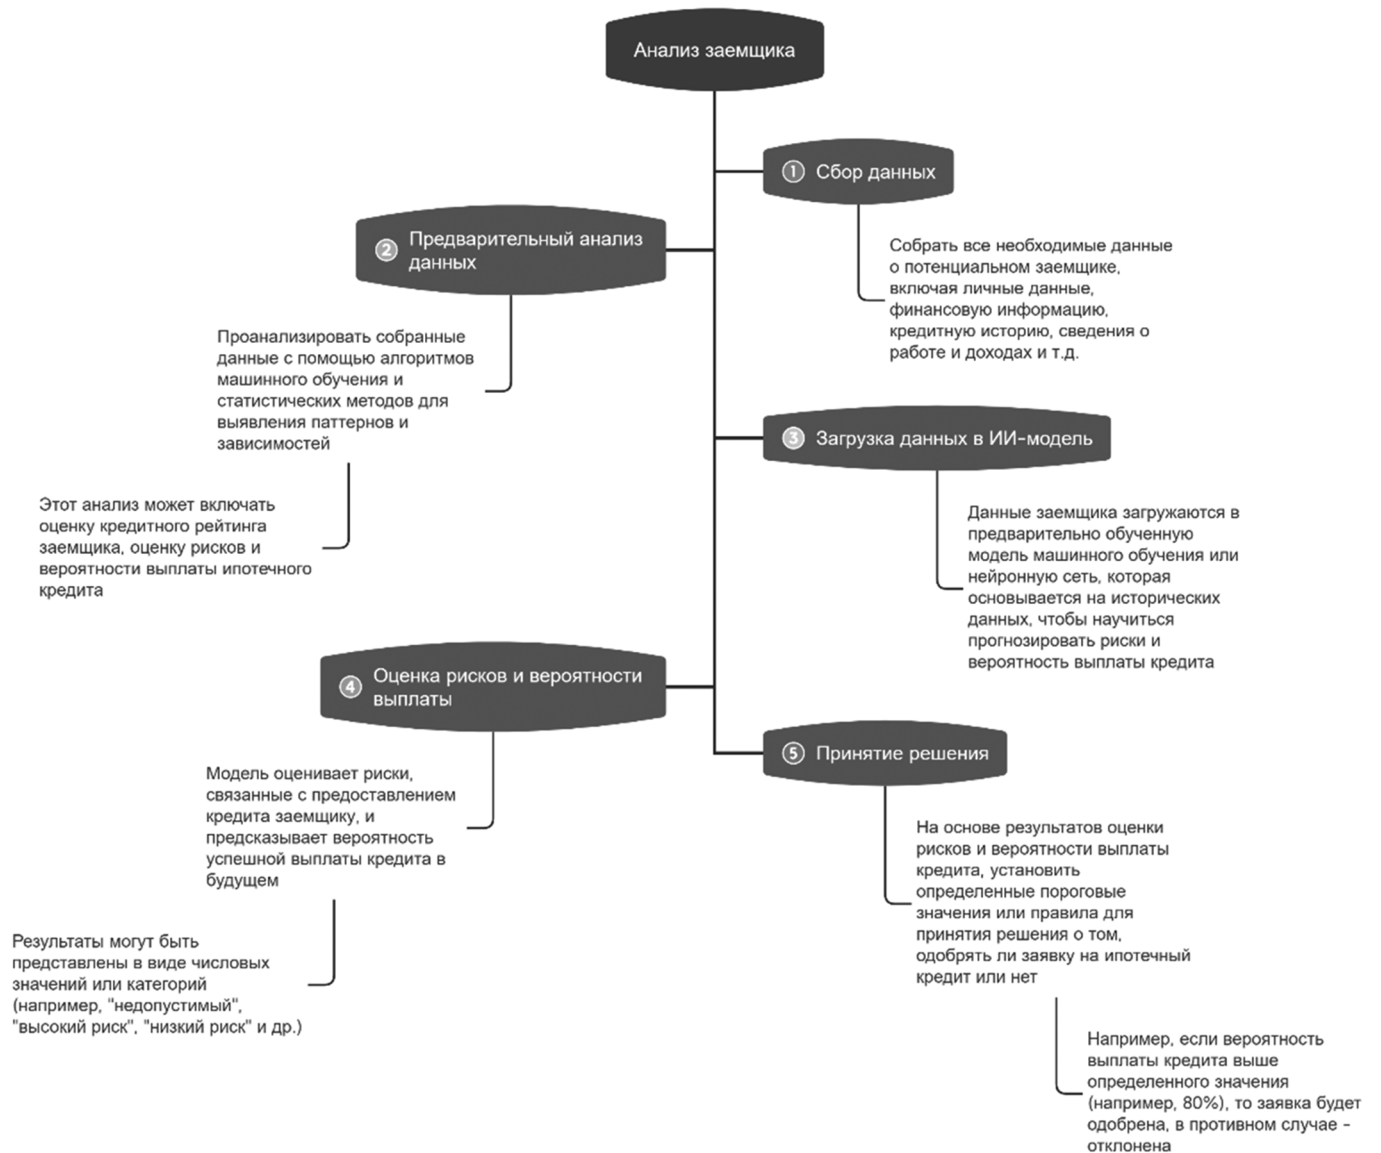 Анализ заемщика
1 Сбор данных
Собрать все необходимые данные
о потенциальном заемщике,
включая личные данные,
финансовую информацию,
кредитную историю, сведения о
работе и доходах и т.д.
2 Предварительный анализ
данных
Проанализировать собранные
данные с помощью алгоритмов
машинного обучения и
статистических методов для
выявления паттернов и
зависимостей
Этот анализ может включать
оценку кредитного рейтинга
заемщика, оценку рисков и
вероятности выплаты ипотечного
кредита
3 Загрузка данных в ИИ-модель
Данные заемщика загружаются в
предварительно обученную
модель машинного обучения или
нейронную сеть, которая
основывается на исторических
данных, чтобы научиться
прогнозировать риски и
вероятность выплаты кредита
4 Оценка рисков и вероятности
выплаты
Модель оценивает риски,
связанные с предоставлением
кредита заемщику, и
предсказывает вероятность
успешной выплаты кредита в
будущем
Результаты могут быть
представлены в виде числовых
значений или категорий
(например, "недопустимый",
"высокий риск", "низкий риск" и др.)
5 Принятие решения
На основе результатов оценки
рисков и вероятности выплаты
кредита, установить
определенные пороговые
значения или правила для
принятия решения о том,
одобрять ли заявку на ипотечный
кредит или нет
Например, если вероятность
выплаты кредита выше
определенного значения
(например, 80%), то заявка будет
одобрена, в противном случае -
отклонена